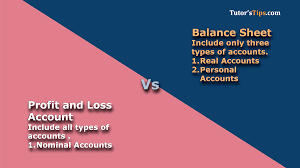 Tutor'sTips.com
Balance Sheet
Include only three
types of accounts.
1.Real Accounts
2.Personal
Accounts
Vs
Profit and Loss
Account
Include all types of
accounts .
1.Nominal Accounts